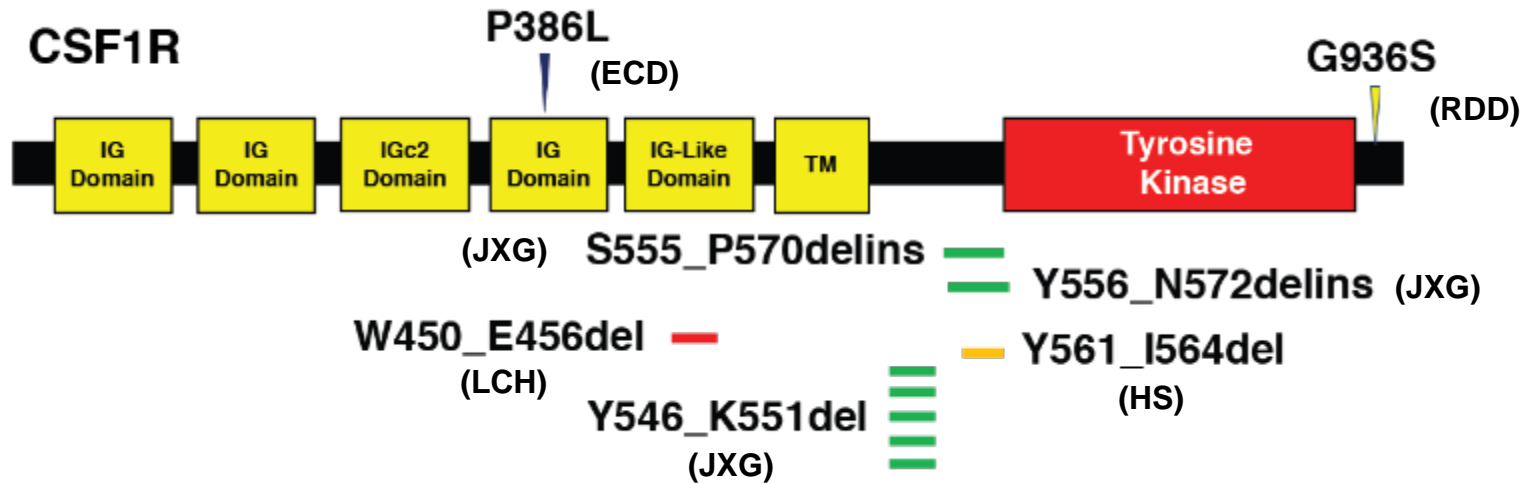 CSF1R
P386L
(ECD)
G936S
(RDD)
IG
Domain
IG
Domain
IGc2
Domain
IG
Domain
IG-Like
Domain
TM
Tyrosine
Kinase
(JXG) S555_P570delins
Y556_N572delins (JXG)
W450_E456del
(LCH)
Y561_I564del
(HS)
Y546_K551del
(JXG)